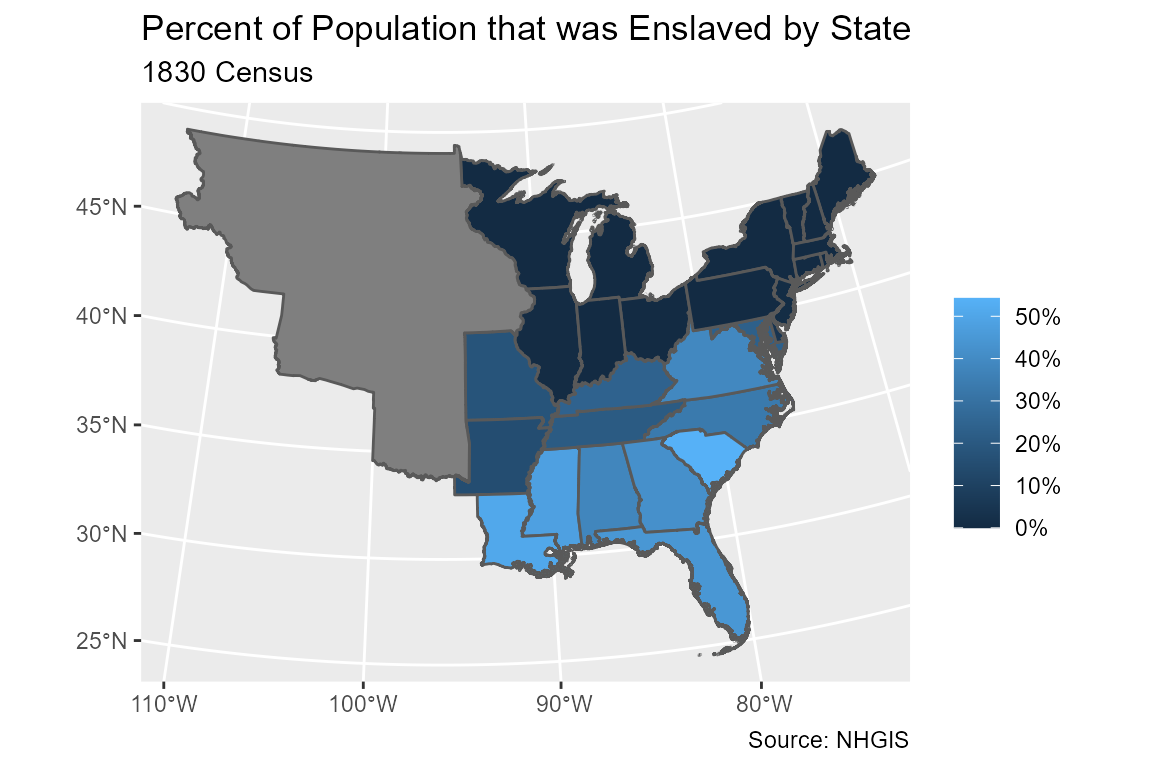 Percent of Population that was Enslaved by State
1830 Census
45°N
40°N
35°N
30°N
25°N
110°W
100°W
90°W
80°W
50%
40%
30%
20%
10%
0%
Source: NHGIS